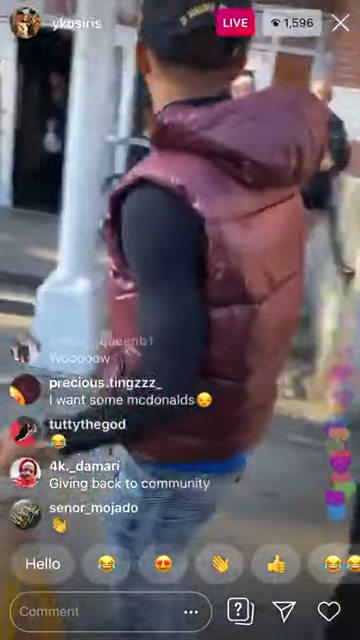 ykosiris
LIVE
1,596
Wooooow
precious.tingzzz_
I want some mcdonalds😏
tuttythegod
😂
4k._damari
Giving back to community
senor_mojado
👋
Hello 😂 😍 👋 👍 😂😂
Comment